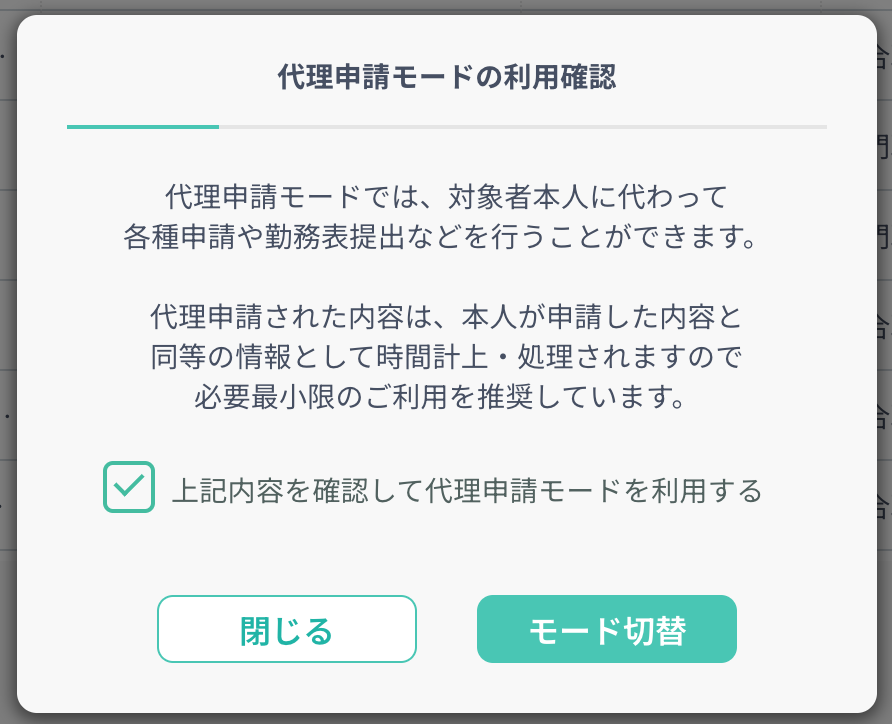 代理申請モードの利用確認
代理申請モードでは、対象者本人に代わって
各種申請や勤務表提出などを行うことができます。
代理申請された内容は、本人が申請した内容と
同等の情報として時間計上・処理されますので
必要最小限のご利用を推奨しています。
上記内容を確認して代理申請モードを利用する
閉じる
モード切替